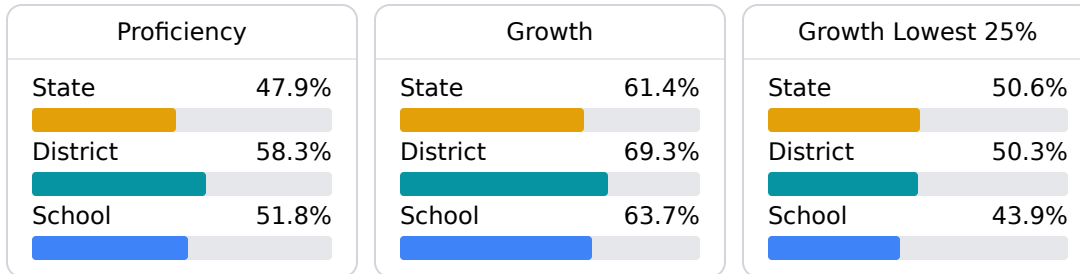 Proficiency
State 47.9%
District 58.3%
School 51.8%
Growth
State 61.4%
District 69.3%
School 63.7%
Growth Lowest 25%
State 50.6%
District 50.3%
School 43.9%